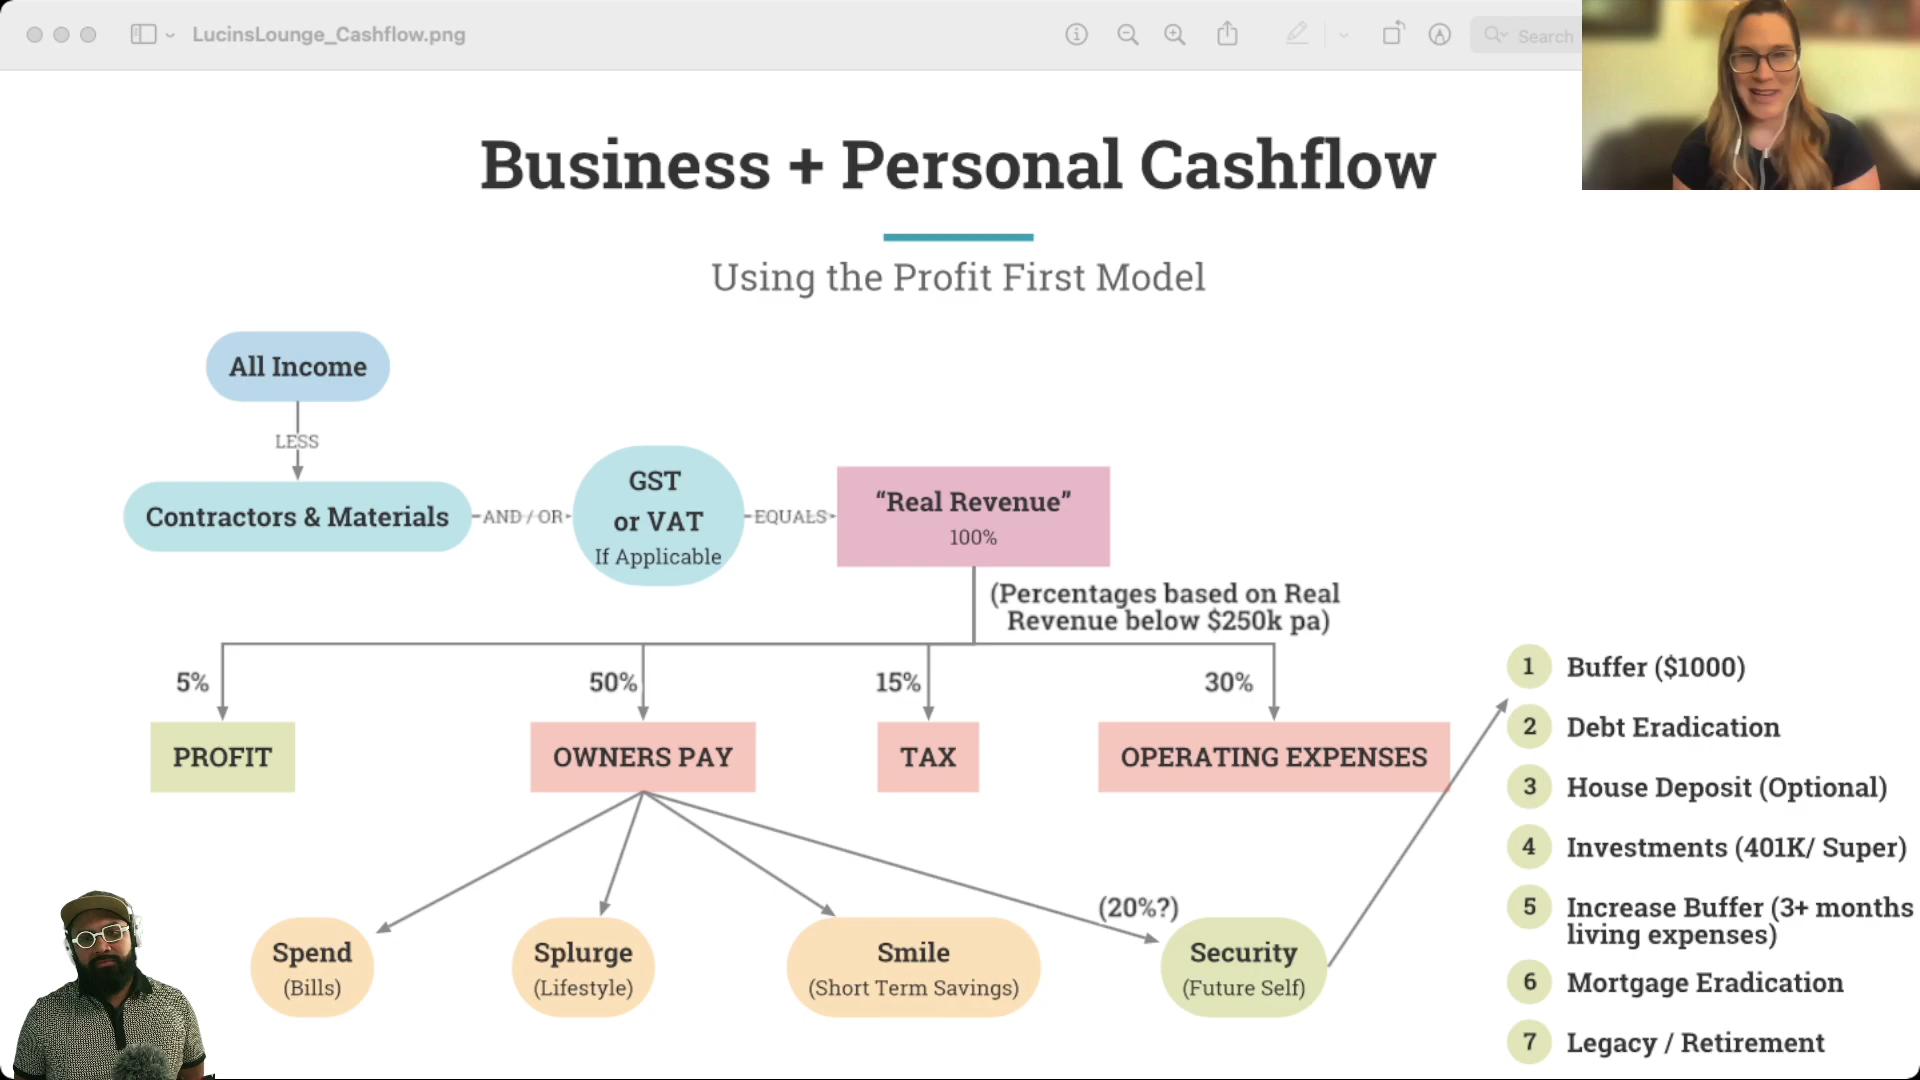 LucinsLounge_Cashflow.png
Search
Business + Personal Cashflow
Using the Profit First Model
All Income
LESS
Contractors & Materials
AND / OR
GST
or VAT
If Applicable
EQUALS
“Real Revenue”
100%
(Percentages based on Real
Revenue below $250k pa)
5%
50%
15%
30%
PROFIT
OWNERS PAY
TAX
OPERATING EXPENSES
(20%?)
Spend
(Bills)
Splurge
(Lifestyle)
Smile
(Short Term Savings)
Security
(Future Self)
1 Buffer ($1000)
2 Debt Eradication
3 House Deposit (Optional)
4 Investments (401K/ Super)
5 Increase Buffer (3+ months
living expenses)
6 Mortgage Eradication
7 Legacy / Retirement